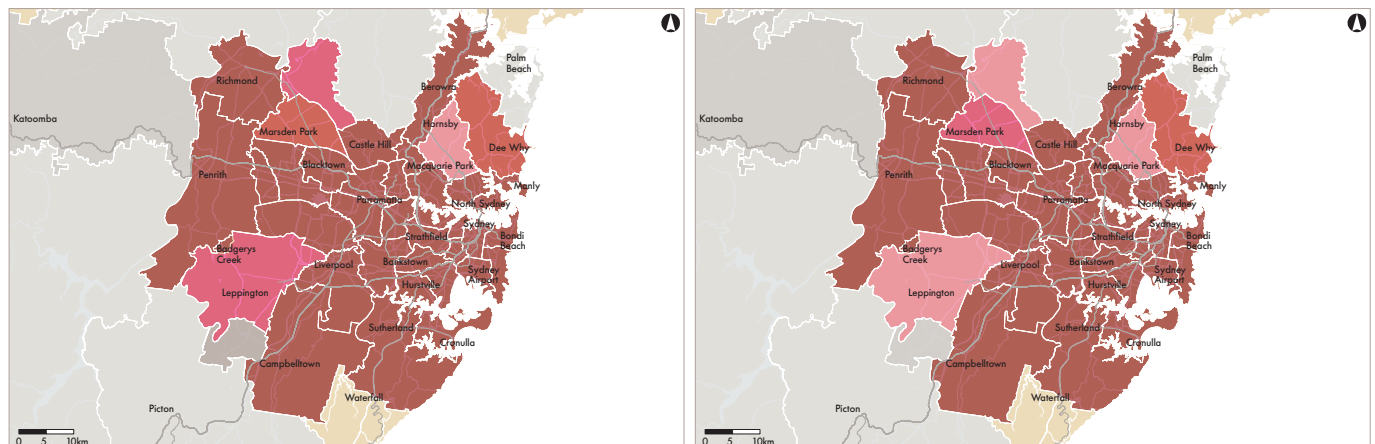 Palm
Beach
Richmond
Berowra
Katoomba
Hornsby
Marsden Park
Castle Hill
Dee Why
Blacktown
Macquarie Park
Penrith
Manly
Parramatta
North Sydney
Sydney
Strathfield
Bondi
Beach
Badgerys
Creek
Liverpool
Bankstown
Sydney
Airport
Leppington
Hurstville
Sutherland
Cronulla
Campbelltown
Waterfall
Picton
0 5 10km
Palm
Beach
Richmond
Berowra
Katoomba
Hornsby
Marsden Park
Castle Hill
Dee Why
Blacktown
Macquarie Park
Penrith
Manly
Parramatta
North Sydney
Sydney
Strathfield
Bondi
Beach
Badgerys
Creek
Liverpool
Bankstown
Sydney
Airport
Leppington
Hurstville
Sutherland
Cronulla
Campbelltown
Waterfall
Picton
0 5 10km